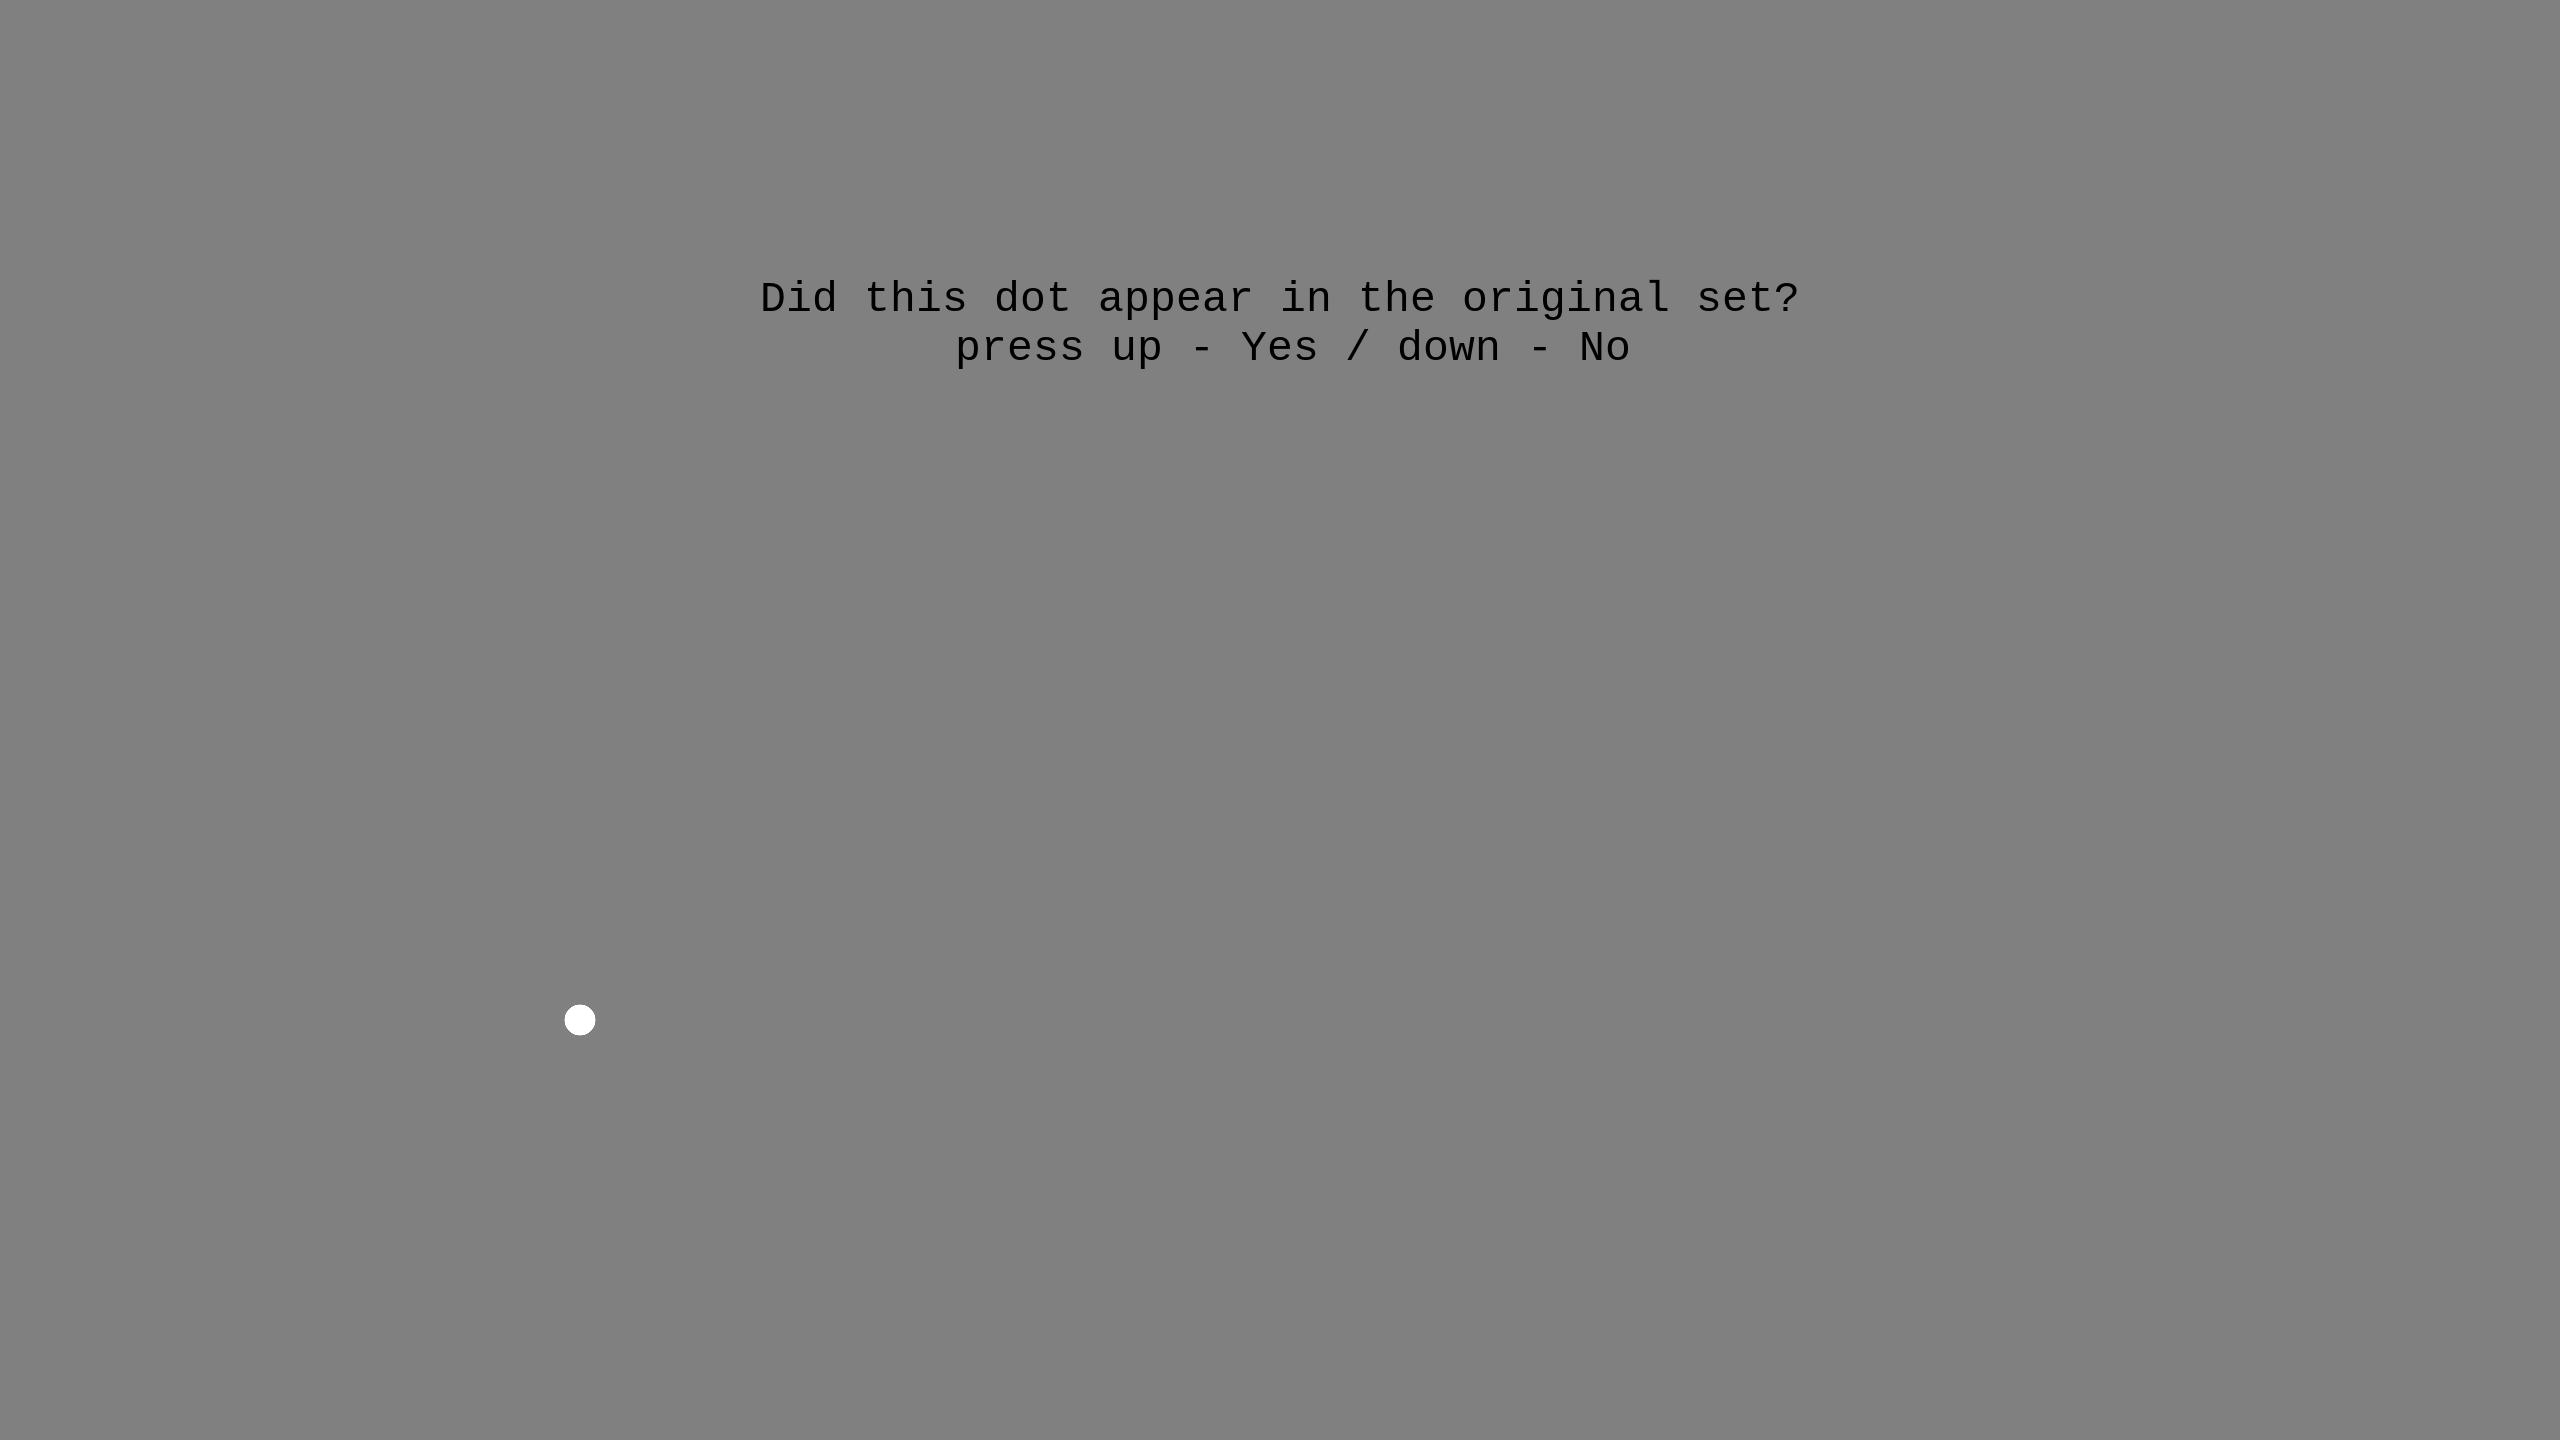 Did this dot appear in the original set?
press up - Yes / down - No